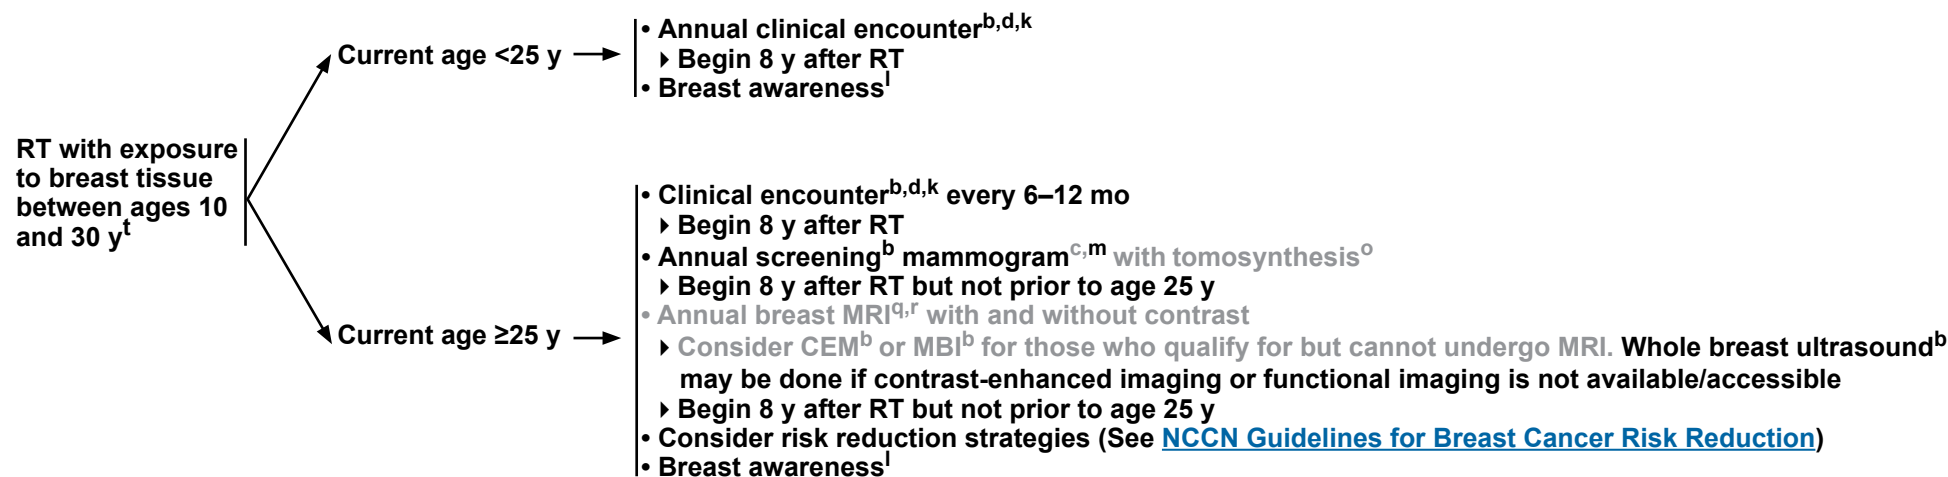 RT with exposure
to breast tissue
between ages 10
and 30 yᵗ
Current age <25 y
• Annual clinical encounterᵇ,ᵈ,ᵏ
▸ Begin 8 y after RT
• Breast awarenessˡ
Current age ≥25 y
• Clinical encounterᵇ,ᵈ,ᵏ every 6–12 mo
▸ Begin 8 y after RT
• Annual screeningᵇ mammogramᶜ,ᵐ with tomosynthesisᵒ
▸ Begin 8 y after RT but not prior to age 25 y
• Annual breast MRI^q,r with and without contrast
▸ Consider CEMᵇ or MBIᵇ for those who qualify for but cannot undergo MRI. Whole breast ultrasoundᵇ
may be done if contrast-enhanced imaging or functional imaging is not available/accessible
▸ Begin 8 y after RT but not prior to age 25 y
• Consider risk reduction strategies (See NCCN Guidelines for Breast Cancer Risk Reduction)
• Breast awarenessˡ